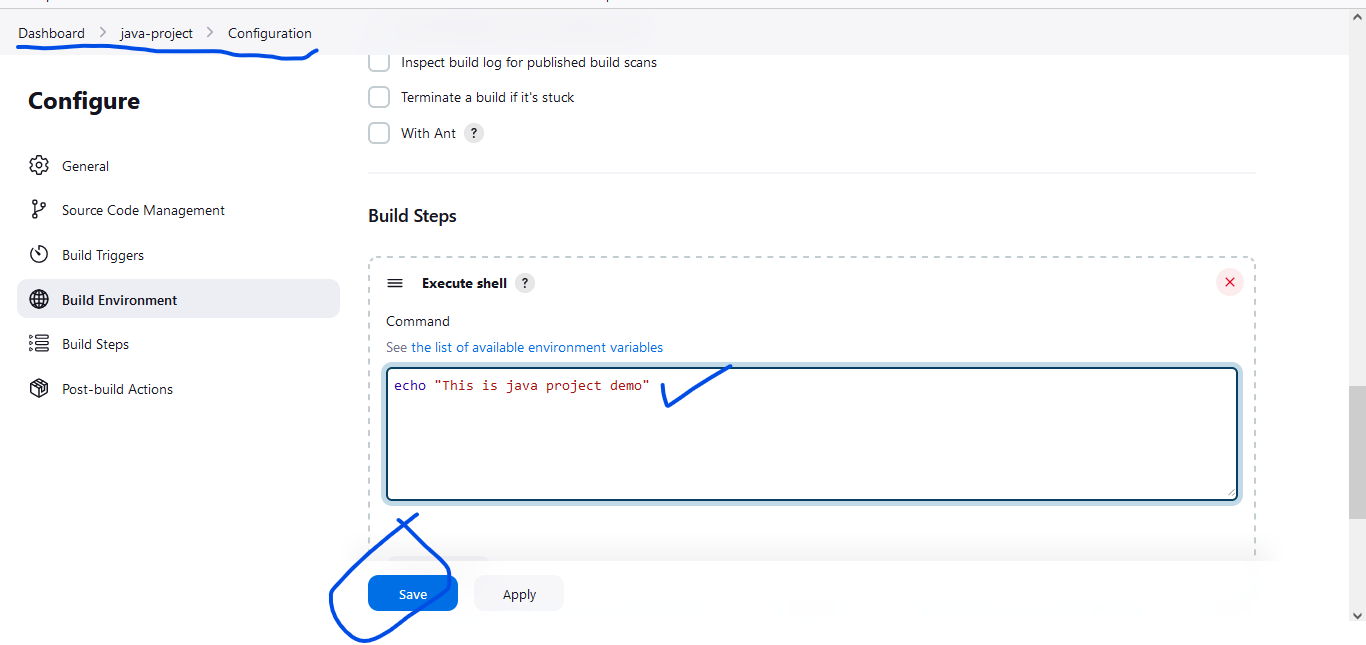 Dashboard > java-project > Configuration
Configure
General
Source Code Management
Build Triggers
Build Environment
Build Steps
Post-build Actions
Inspect build log for published build scans
Terminate a build if it's stuck
With Ant ?
Build Steps
Execute shell ?
Command
See the list of available environment variables
echo "This is java project demo"
Save Apply